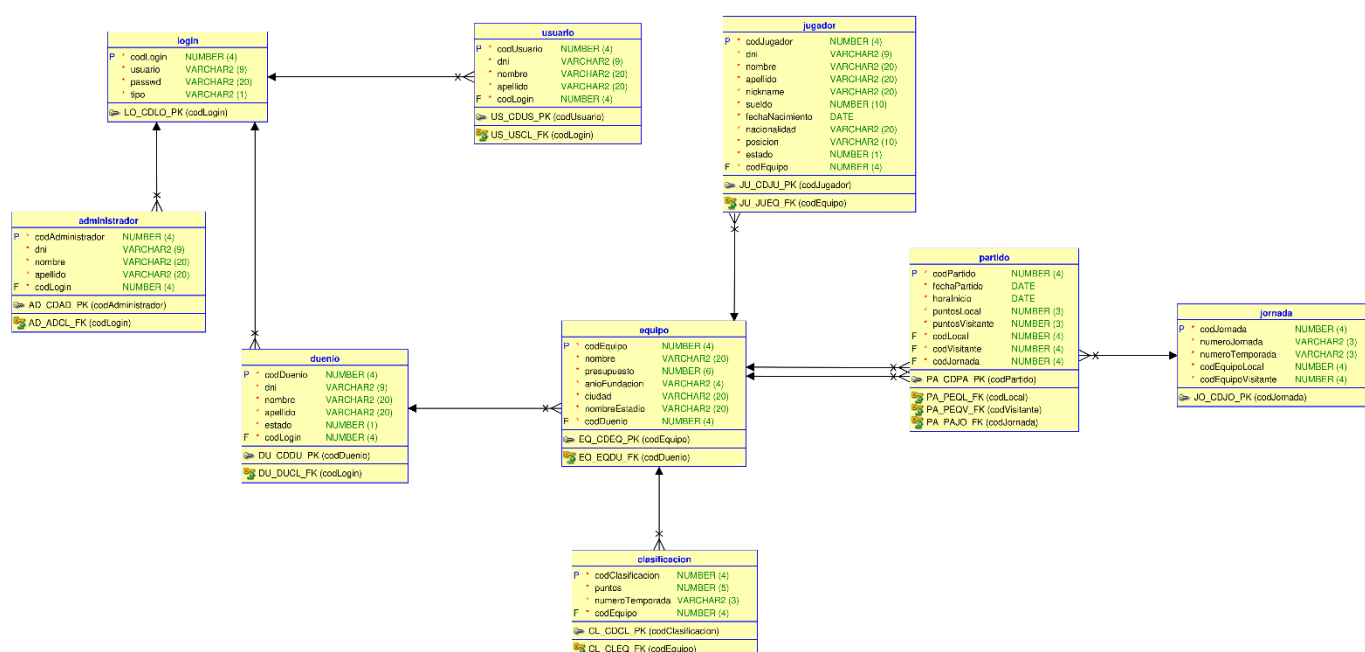 login
P * codLogin NUMBER (4)
* usuario VARCHAR2 (9)
* passwd VARCHAR2 (20)
* tipo VARCHAR2 (1)
LO_CDLO_PK (codLogin)
usuario
P * codUsuario NUMBER (4)
* dni VARCHAR2 (9)
* nombre VARCHAR2 (20)
* apellido VARCHAR2 (20)
F * codLogin NUMBER (4)
US_CDUS_PK (codUsuario)
US_USCL_FK (codLogin)
jugador
P * codJugador NUMBER (4)
* dni VARCHAR2 (9)
* nombre VARCHAR2 (20)
* apellido VARCHAR2 (20)
* nickname VARCHAR2 (20)
* sueldo NUMBER (10)
* fechaNacimiento DATE
* nacionalidad VARCHAR2 (20)
* posicion VARCHAR2 (10)
* estado NUMBER (1)
F * codEquipo NUMBER (4)
JU_CDJU_PK (codJugador)
JU_JUEQ_FK (codEquipo)
administrador
P * codAdministrador NUMBER (4)
* dni VARCHAR2 (9)
* nombre VARCHAR2 (20)
* apellido VARCHAR2 (20)
F * codLogin NUMBER (4)
AD_CDAD_PK (codAdministrador)
AD_ADCL_FK (codLogin)
partido
P * codPartido NUMBER (4)
* fechaPartido DATE
* horaInicio DATE
* puntosLocal NUMBER (3)
* puntosVisitante NUMBER (3)
F * codLocal NUMBER (4)
F * codVisitante NUMBER (4)
F * codJornada NUMBER (4)
PA_CDPA_PK (codPartido)
PA_PEQL_FK (codLocal)
PA_PEQV_FK (codVisitante)
PA_PAJO_FK (codJornada)
jornada
P * codJornada NUMBER (4)
* numeroJornada VARCHAR2 (3)
* numeroTemporada VARCHAR2 (3)
* codEquipoLocal NUMBER (4)
* codEquipoVisitante NUMBER (4)
JO_CDJO_PK (codJornada)
duenio
P * codDuenio NUMBER (4)
* dni VARCHAR2 (9)
* nombre VARCHAR2 (20)
* apellido VARCHAR2 (20)
* estado NUMBER (1)
F * codLogin NUMBER (4)
DU_CDDU_PK (codDuenio)
DU_DUCL_FK (codLogin)
equipo
P * codEquipo NUMBER (4)
* nombre VARCHAR2 (20)
* presupuesto NUMBER (6)
* anioFundacion VARCHAR2 (4)
* ciudad VARCHAR2 (20)
* nombreEstadio VARCHAR2 (20)
F * codDuenio NUMBER (4)
EQ_CDEQ_PK (codEquipo)
EQ_EQDU_FK (codDuenio)
clasificacion
P * codClasificacion NUMBER (4)
* puntos NUMBER (5)
* numeroTemporada VARCHAR2 (3)
F * codEquipo NUMBER (4)
CL_CDCL_PK (codClasificacion)
CL_CLEQ_FK (codEquipo)